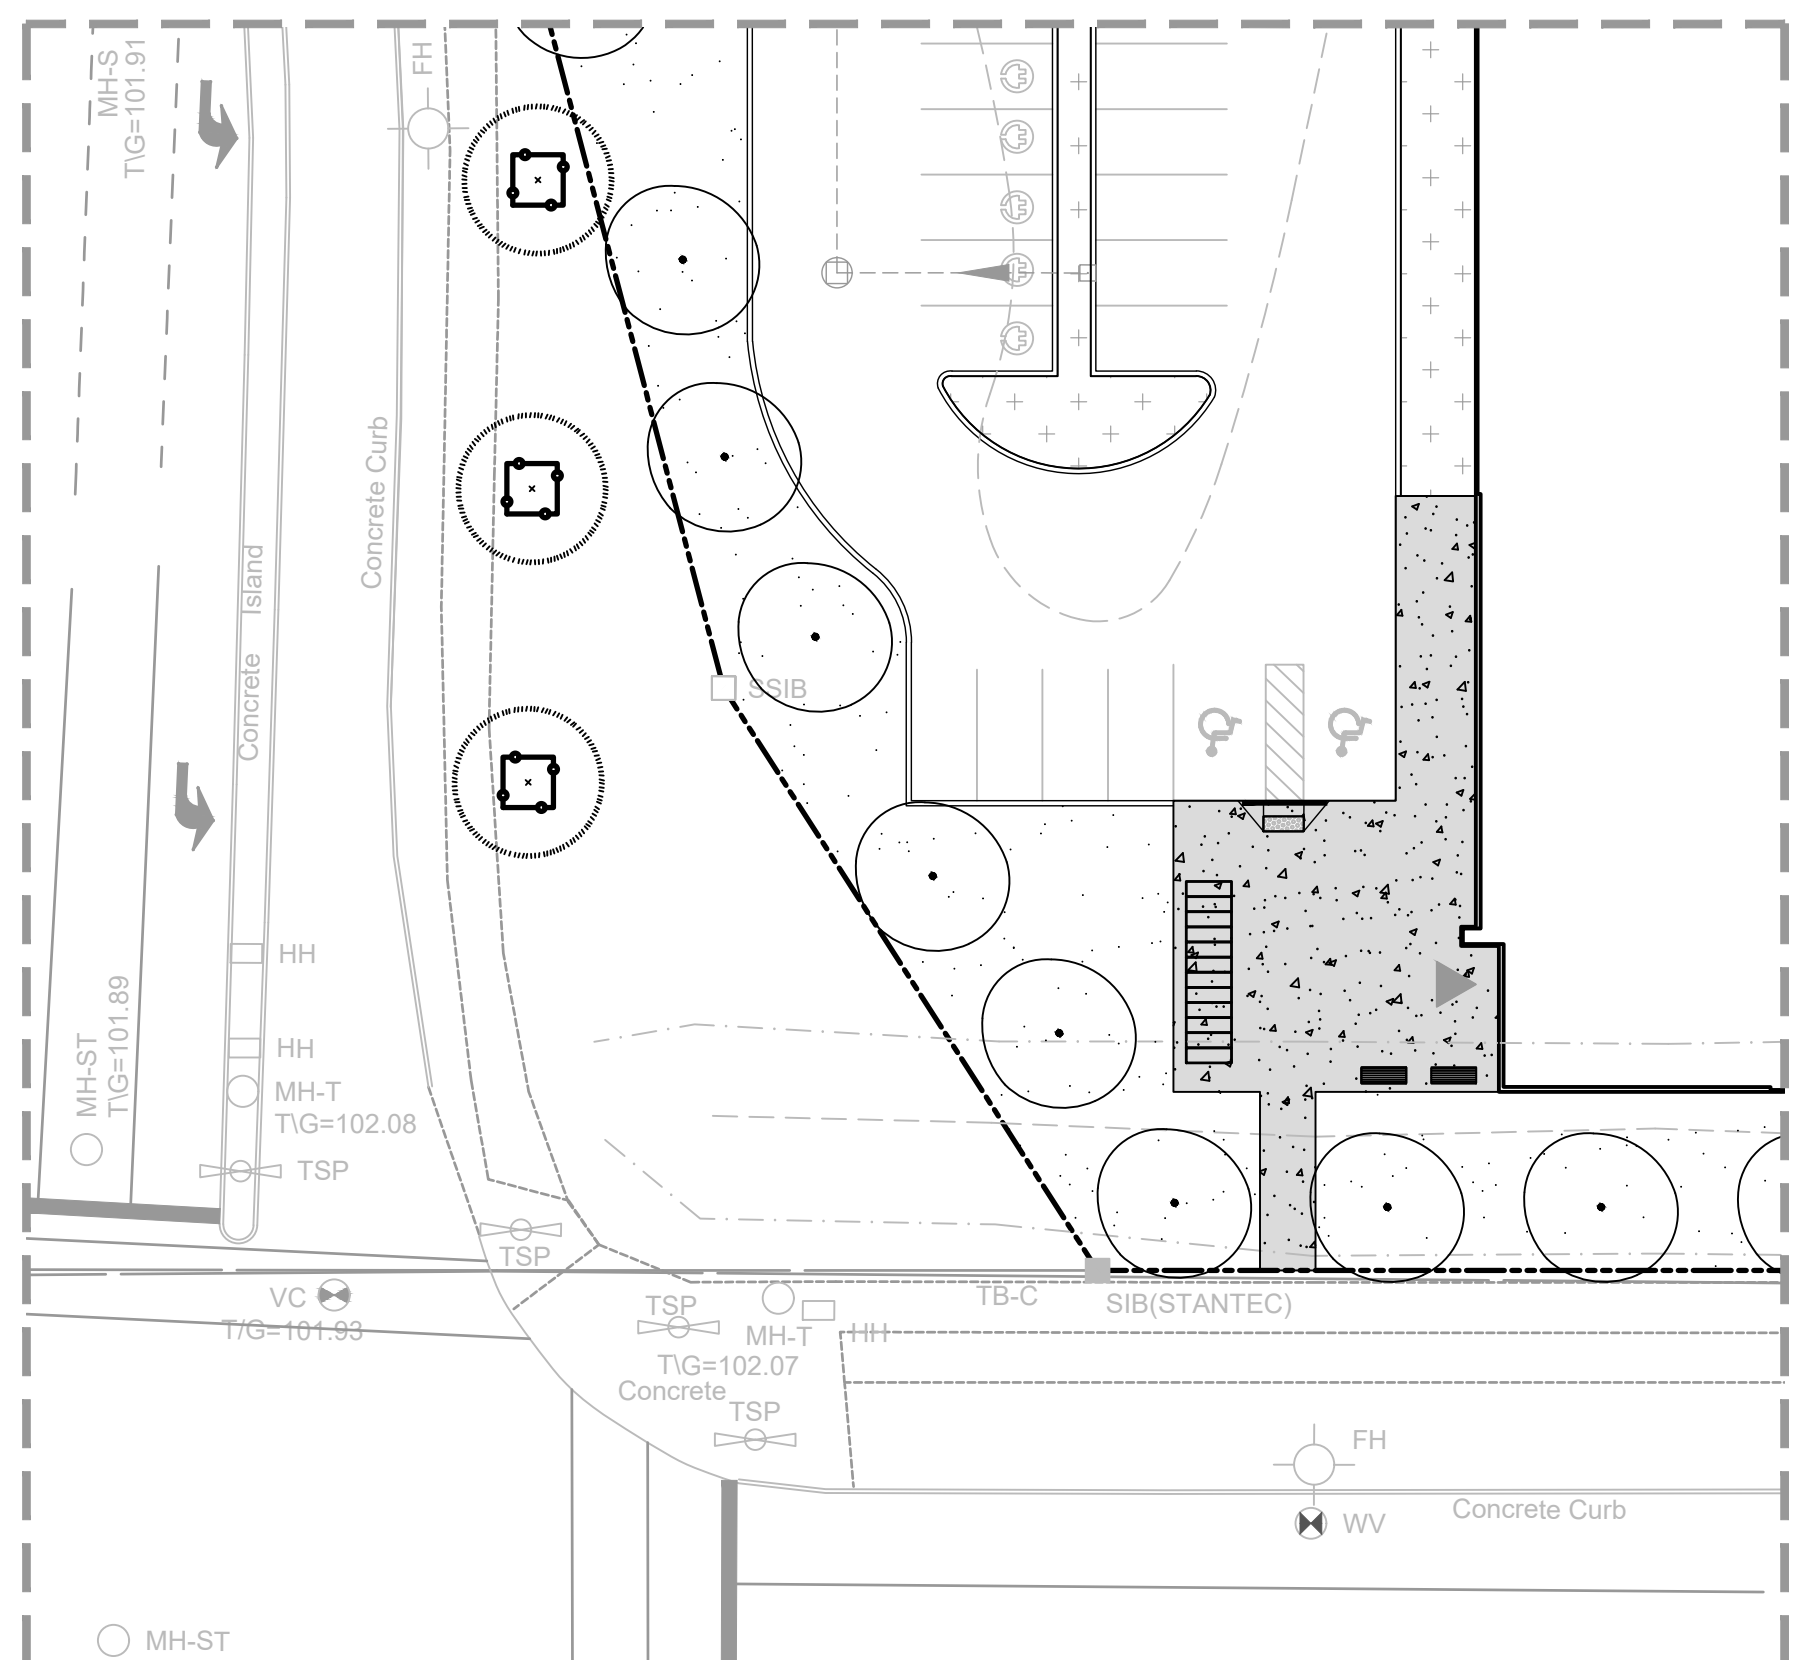 MH-S
T\G=101.91
FH
Concrete Curb
Concrete Island
SSIB
HH
MH-ST
T\G=101.89
HH
MH-T
T\G=102.08
TSP
TSP
VC
T/G=101.93
TSP
TB-C
SIB(STANTEC)
MH-T
HH
T\G=102.07
Concrete
TSP
FH
Concrete Curb
WV
MH-ST